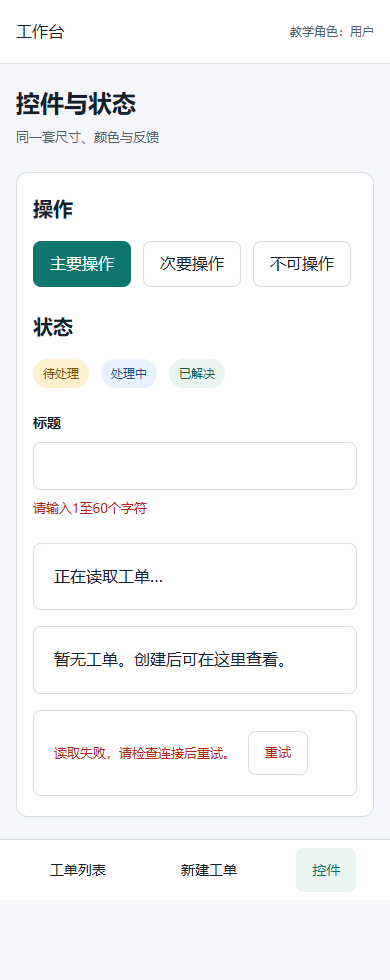 工作台
教学角色：用户
控件与状态
同一套尺寸、颜色与反馈
操作
主要操作 次要操作 不可操作
状态
待处理 处理中 已解决
标题
请输入1至60个字符
正在读取工单...
暂无工单。创建后可在这里查看。
读取失败，请检查连接后重试。 重试
工单列表 新建工单 控件